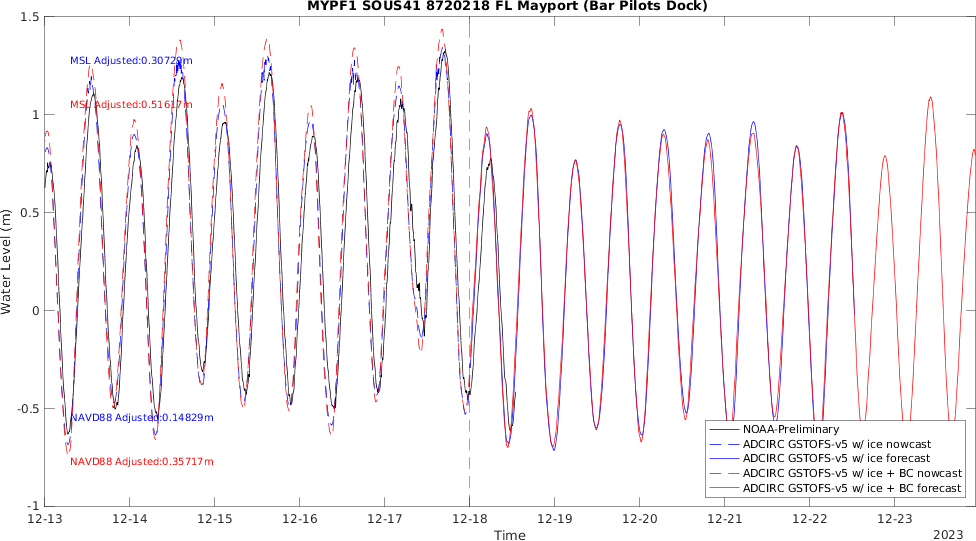 MYPF1 SOUS41 8720218 FL Mayport (Bar Pilots Dock)
1.5
1
0.5
0
-0.5
-1
Water Level (m)
MSL Adjusted:0.30729m
MSL Adjusted:0.51617m
NAVD88 Adjusted:0.14829m
NAVD88 Adjusted:0.35717m
NOAA-Preliminary
ADCIRC GSTOFS-v5 w/ ice nowcast
ADCIRC GSTOFS-v5 w/ ice forecast
ADCIRC GSTOFS-v5 w/ ice + BC nowcast
ADCIRC GSTOFS-v5 w/ ice + BC forecast
12-13 12-14 12-15 12-16 12-17 12-18 12-19 12-20 12-21 12-22 12-23
Time
2023